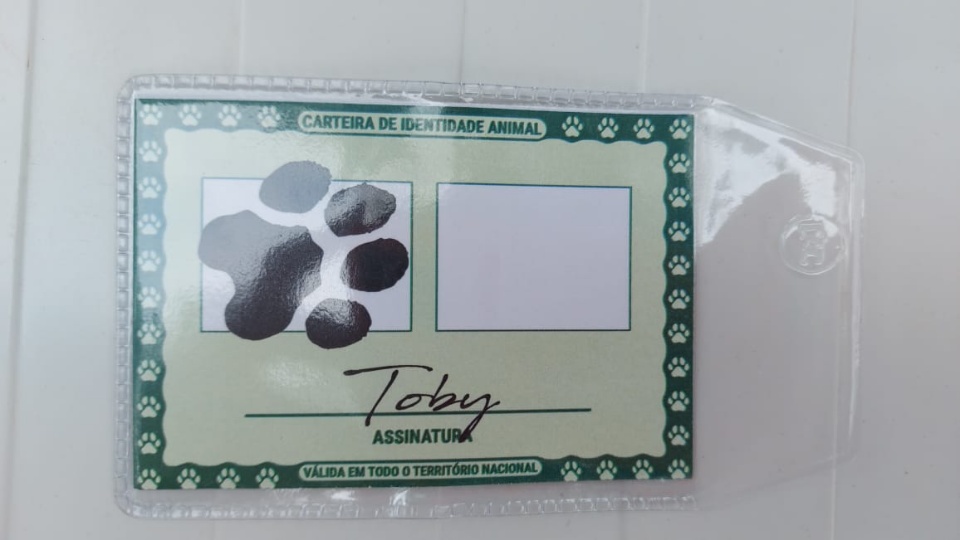 CARTEIRA DE IDENTIDADE ANIMAL
Toby
ASSINATURA
VÁLIDA EM TODO O TERRITÓRIO NACIONAL